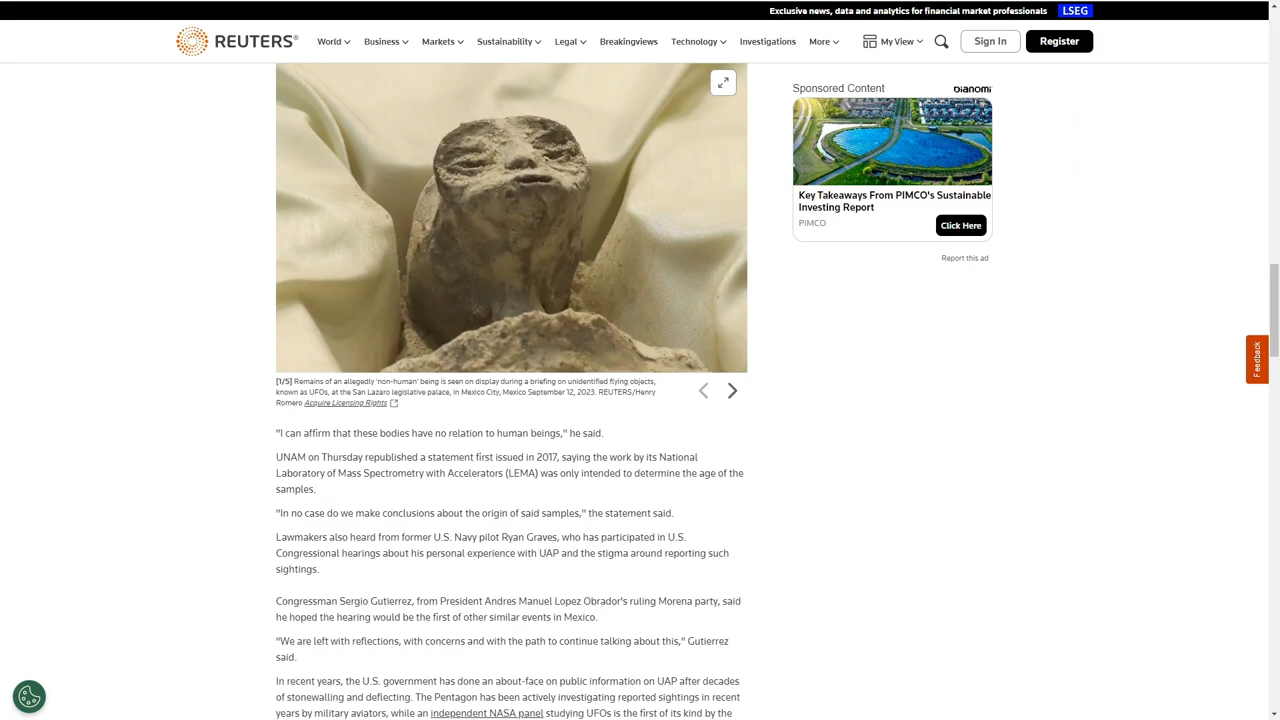 Exclusive news, data and analytics for financial market professionals LSEG
REUTERS®
World Business Markets Sustainability Legal Breakingviews Technology Investigations More My View Sign In Register
Sponsored Content bianomi
Key Takeaways From PIMCO's Sustainable
Investing Report
PIMCO
Click Here
Report this ad
Feedback
[1/5] Remains of an allegedly 'non-human' being is seen on display during a briefing on unidentified flying objects,
known as UFOs, at the San Lazaro legislative palace, in Mexico City, Mexico September 12, 2023. REUTERS/Henry
Romero Acquire Licensing Rights
"I can affirm that these bodies have no relation to human beings," he said.
UNAM on Thursday republished a statement first issued in 2017, saying the work by its National
Laboratory of Mass Spectrometry with Accelerators (LEMA) was only intended to determine the age of the
samples.
"In no case do we make conclusions about the origin of said samples," the statement said.
Lawmakers also heard from former U.S. Navy pilot Ryan Graves, who has participated in U.S.
Congressional hearings about his personal experience with UAP and the stigma around reporting such
sightings.
Congressman Sergio Gutierrez, from President Andres Manuel Lopez Obrador's ruling Morena party, said
he hoped the hearing would be the first of other similar events in Mexico.
"We are left with reflections, with concerns and with the path to continue talking about this," Gutierrez
said.
In recent years, the U.S. government has done an about-face on public information on UAP after decades
of stonewalling and deflecting. The Pentagon has been actively investigating reported sightings in recent
years by military aviators, while an independent NASA panel studying UFOs is the first of its kind by the